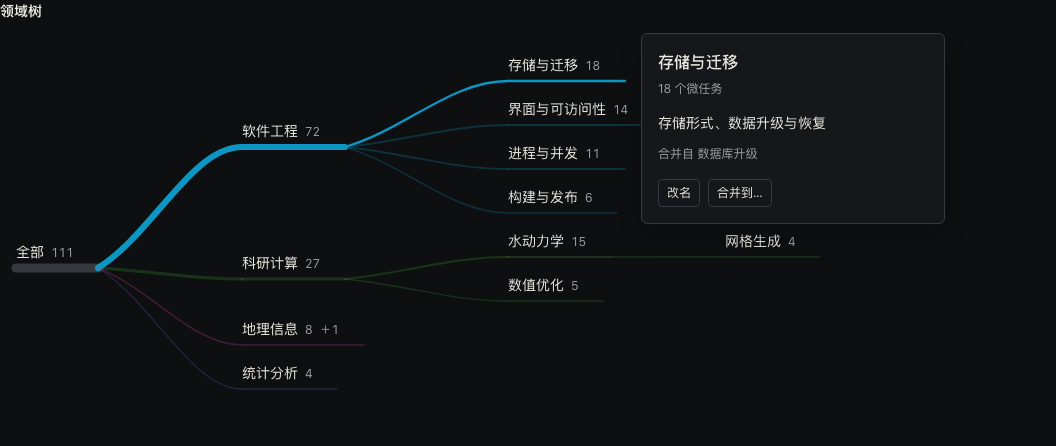 领域树
全部 111
软件工程 72
科研计算 27
地理信息 8 +1
统计分析 4
存储与迁移 18
界面与可访问性 14
进程与并发 11
构建与发布 6
水动力学 15
网格生成 4
数值优化 5
存储与迁移
18 个微任务
存储形式、数据升级与恢复
合并自 数据库升级
改名 合并到...